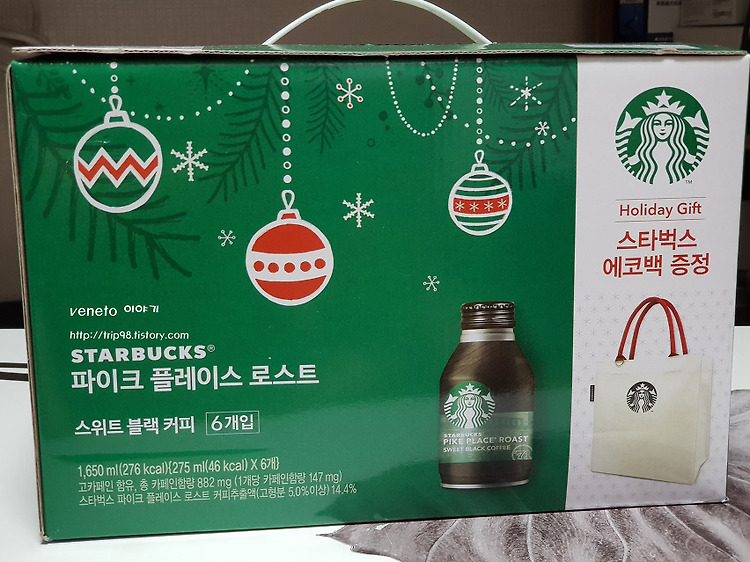 Holiday Gift
스타벅스
에코백 증정
veneto 이야기
http://trip98.tistory.com
STARBUCKS®
파이크 플레이스 로스트
스위트 블랙 커피 6개입
1,650 ml(276 kcal){275 ml(46 kcal) X 6개}
고카페인 함유, 총 카페인함량 882 mg (1개당 카페인함량 147 mg)
스타벅스 파이크 플레이스 로스트 커피추출액(고형분 5.0%이상) 14.4%
STARBUCKS
PIKE PLACE® ROAST
SWEET BLACK COFFEE
TM